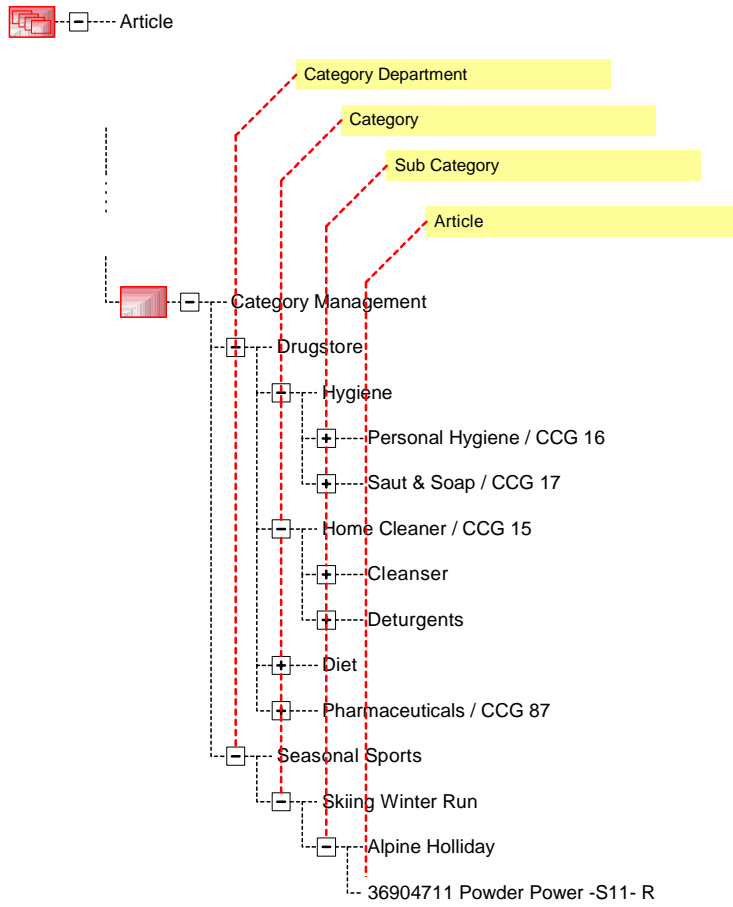 Article
Category Department
Category
Sub Category
Article
Category Management
Drugstore
Hygiene
Personal Hygiene / CCG 16
Saut & Soap / CCG 17
Home Cleaner / CCG 15
Cleanser
Deturgents
Diet
Pharmaceuticals / CCG 87
Seasonal Sports
Skiing Winter Run
Alpine Holliday
36904711 Powder Power -S11- R